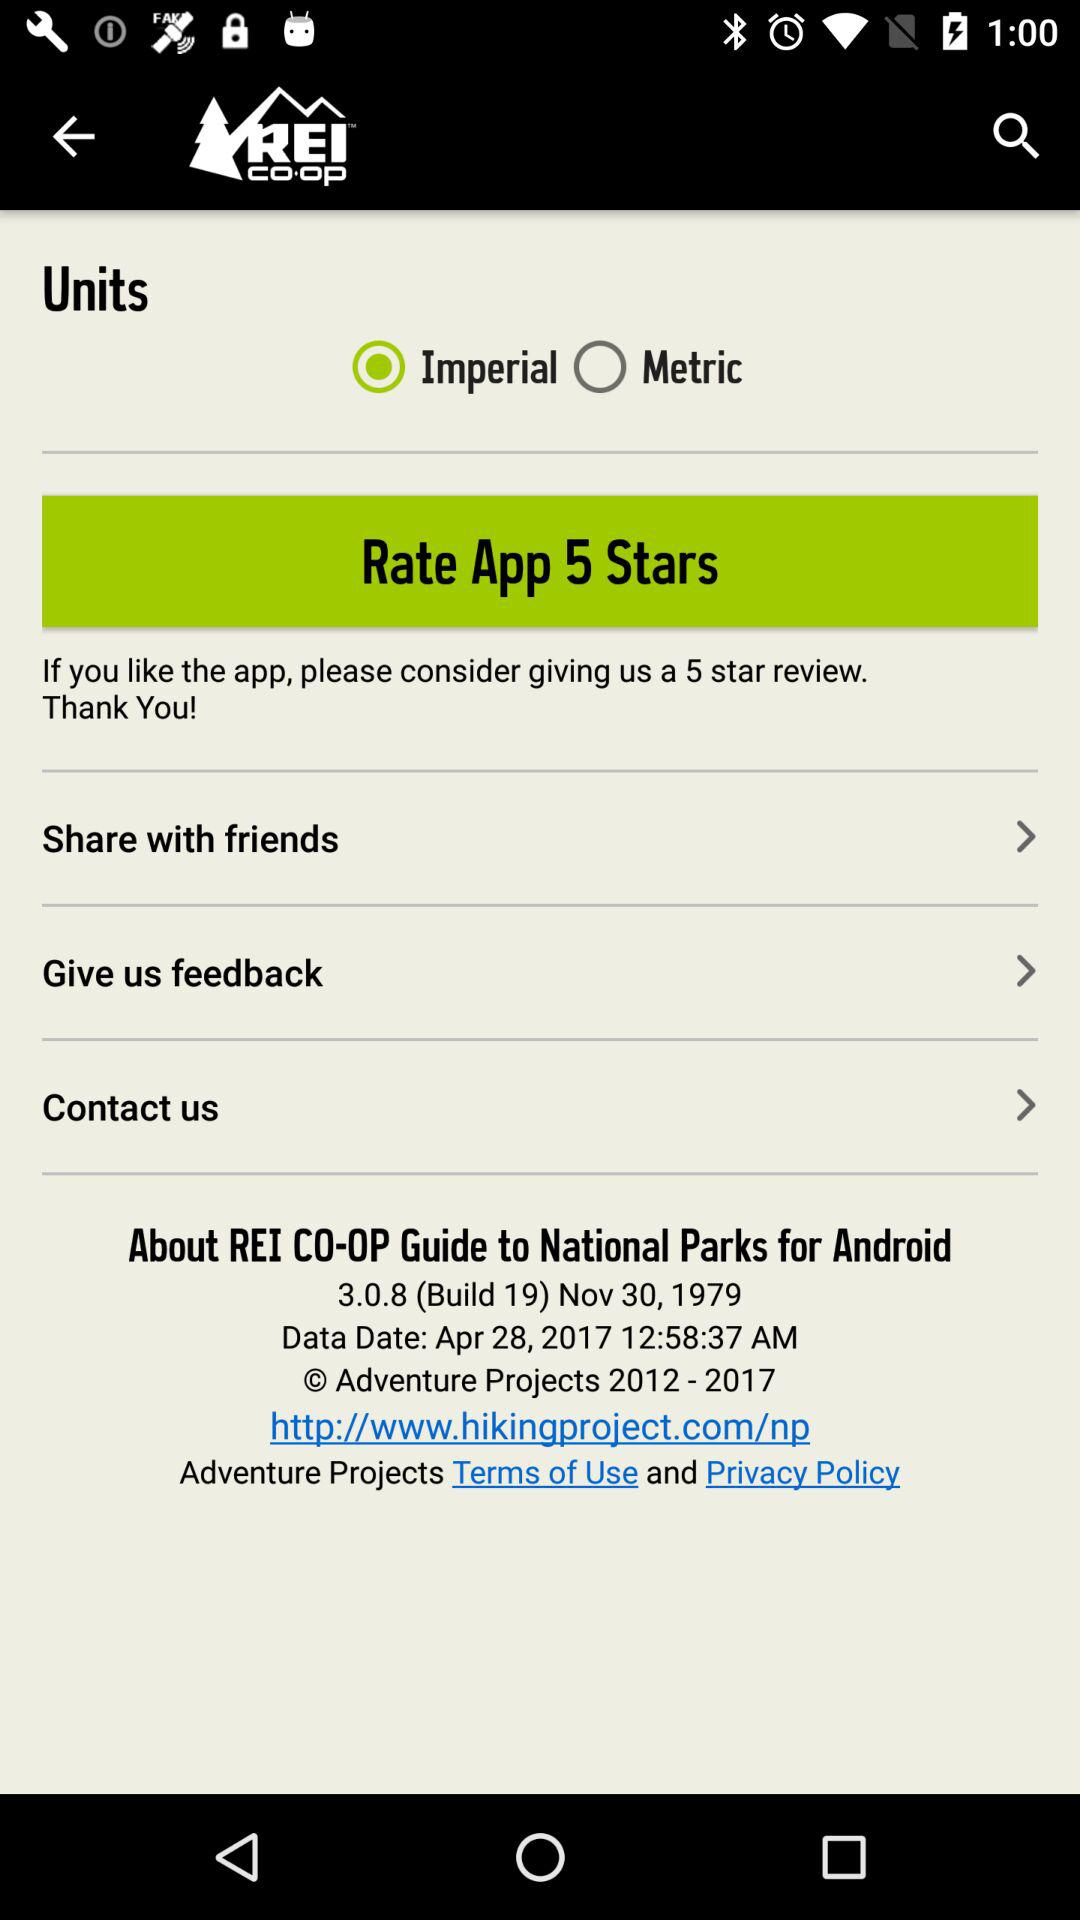 FAKE
1:00
REI™
co·op
Units
Imperial Metric
Rate App 5 Stars
If you like the app, please consider giving us a 5 star review.
Thank You!
Share with friends
Give us feedback
Contact us
About REI CO-OP Guide to National Parks for Android
3.0.8 (Build 19) Nov 30, 1979
Data Date: Apr 28, 2017 12:58:37 AM
© Adventure Projects 2012 - 2017
http://www.hikingproject.com/np
Adventure Projects Terms of Use and Privacy Policy